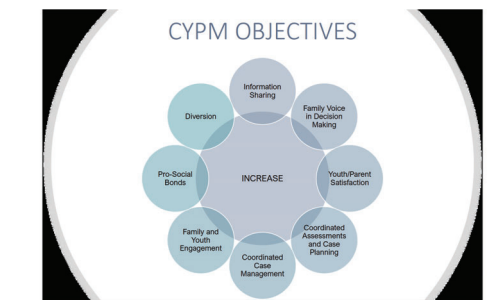 CYPM OBJECTIVES
Information
Sharing
Family Voice
in Decision
Making
Youth/Parent
Satisfaction
Coordinated
Assessments
and Case
Planning
Coordinated
Case
Management
Family and
Youth
Engagement
Pro-Social
Bonds
Diversion
INCREASE